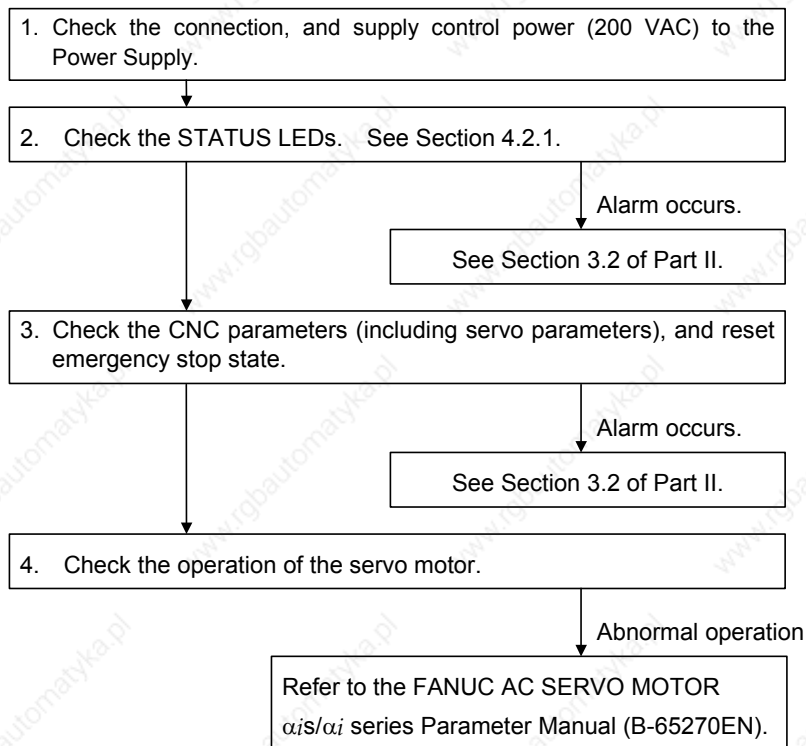 1. Check the connection, and supply control power (200 VAC) to the
Power Supply.
2. Check the STATUS LEDs. See Section 4.2.1.
Alarm occurs.
See Section 3.2 of Part II.
3. Check the CNC parameters (including servo parameters), and reset
emergency stop state.
Alarm occurs.
See Section 3.2 of Part II.
4. Check the operation of the servo motor.
Abnormal operation
Refer to the FANUC AC SERVO MOTOR
αis/αi series Parameter Manual (B-65270EN).
www.rgbautomatyka.pl